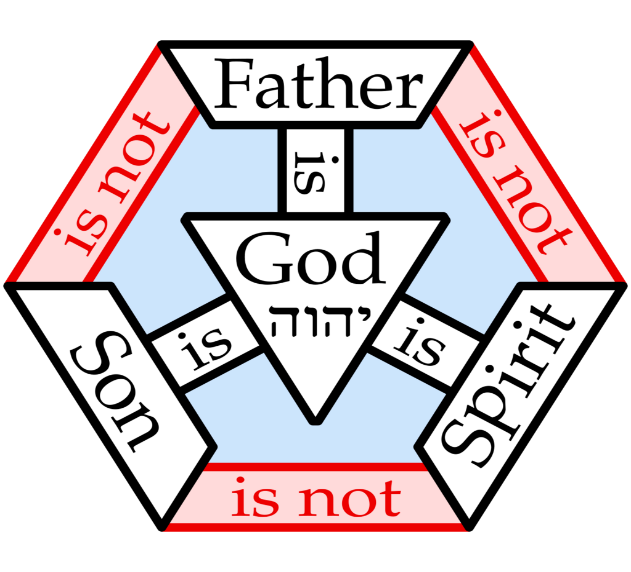 Father
is not
is
is not
God
יהוה
is
is
Son
Spirit
is not